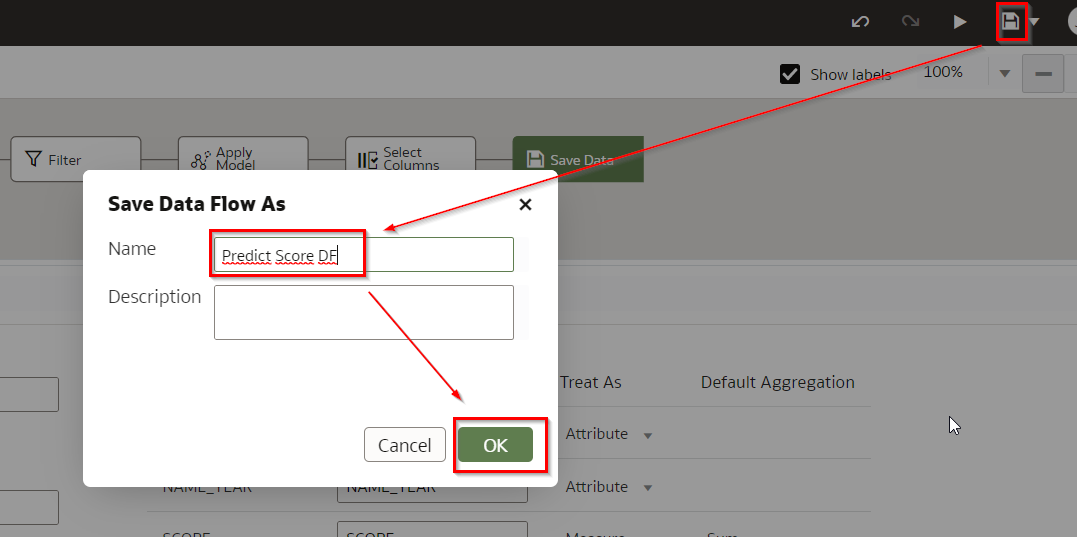 Show labels
100%
Filter
Apply
Model
Select
Columns
Save Data
Save Data Flow As
Name
Predict Score DF
Description
Cancel
OK
Treat As
Default Aggregation
Attribute
NAME_YEAR
NAME_YEAR
Attribute
SCORE
SCORE
Measure
Sum